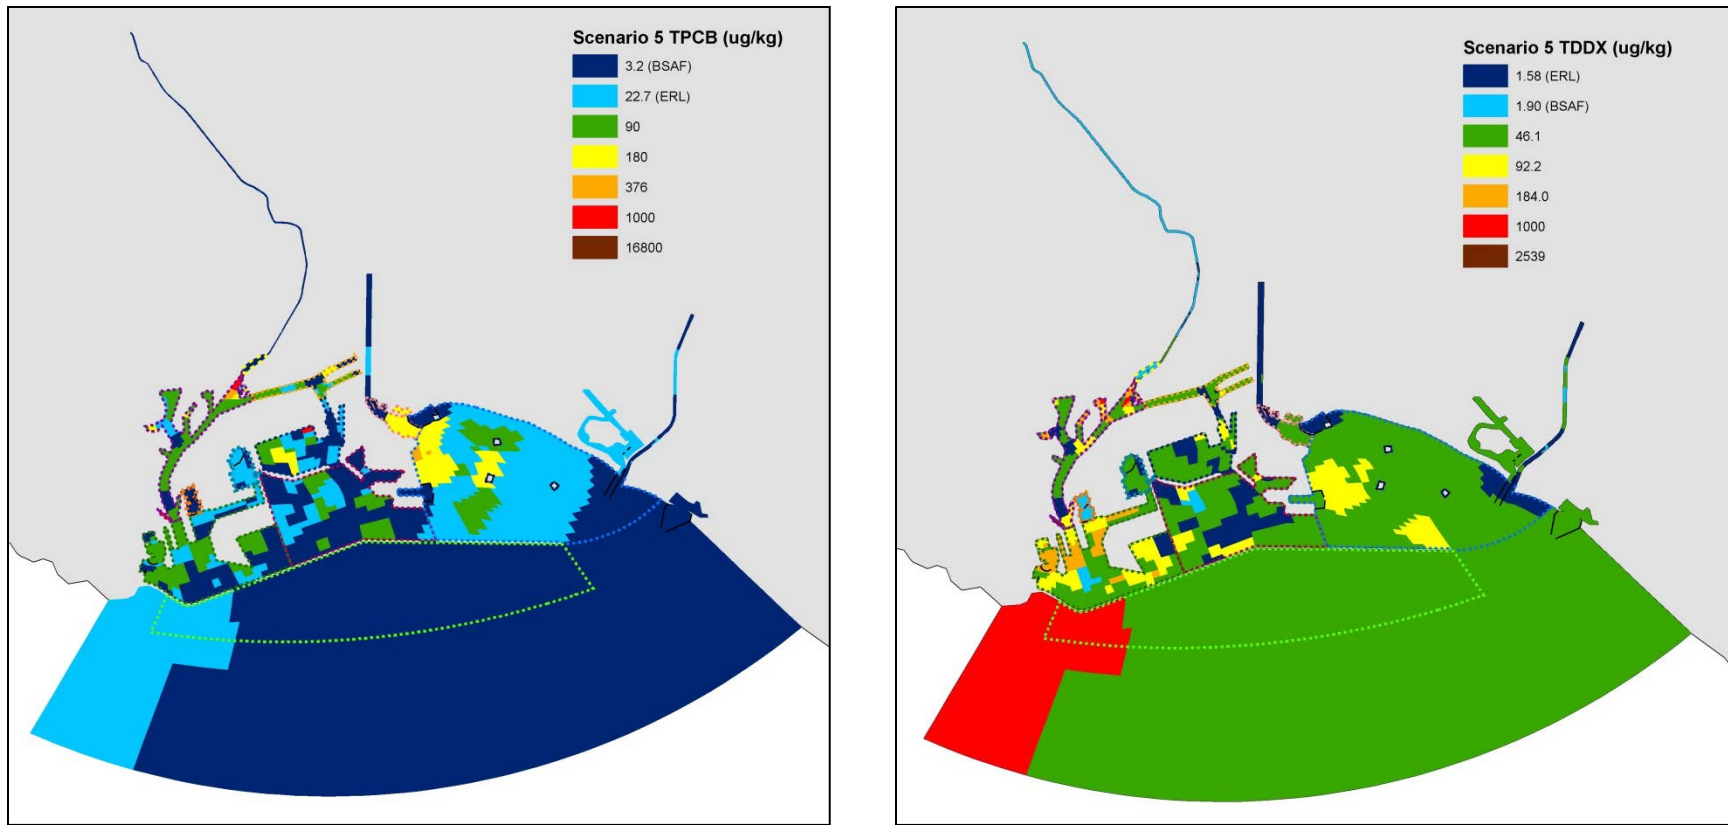 Scenario 5 TPCB (ug/kg)
3.2 (BSAF)
22.7 (ERL)
90
180
376
1000
16800
Scenario 5 TDDX (ug/kg)
1.58 (ERL)
1.90 (BSAF)
46.1
92.2
184.0
1000
2539